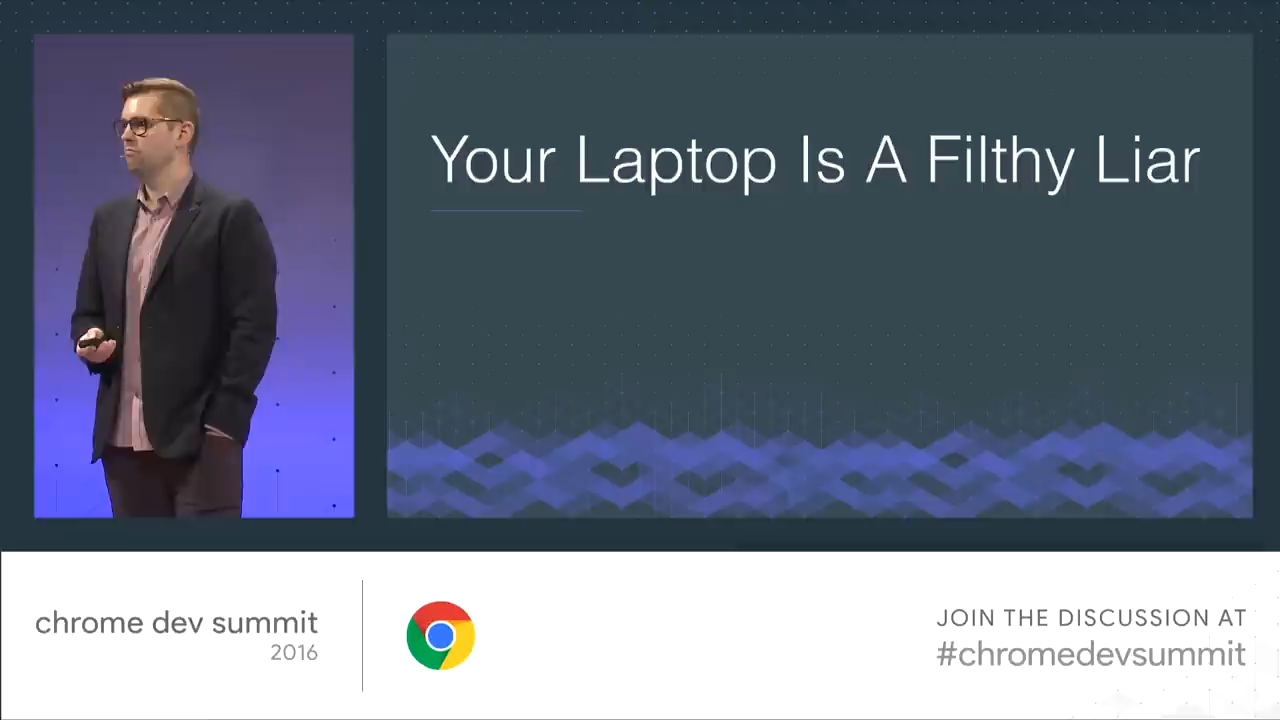 Your Laptop Is A Filthy Liar
chrome dev summit
2016
JOIN THE DISCUSSION AT
#chromedevsummit